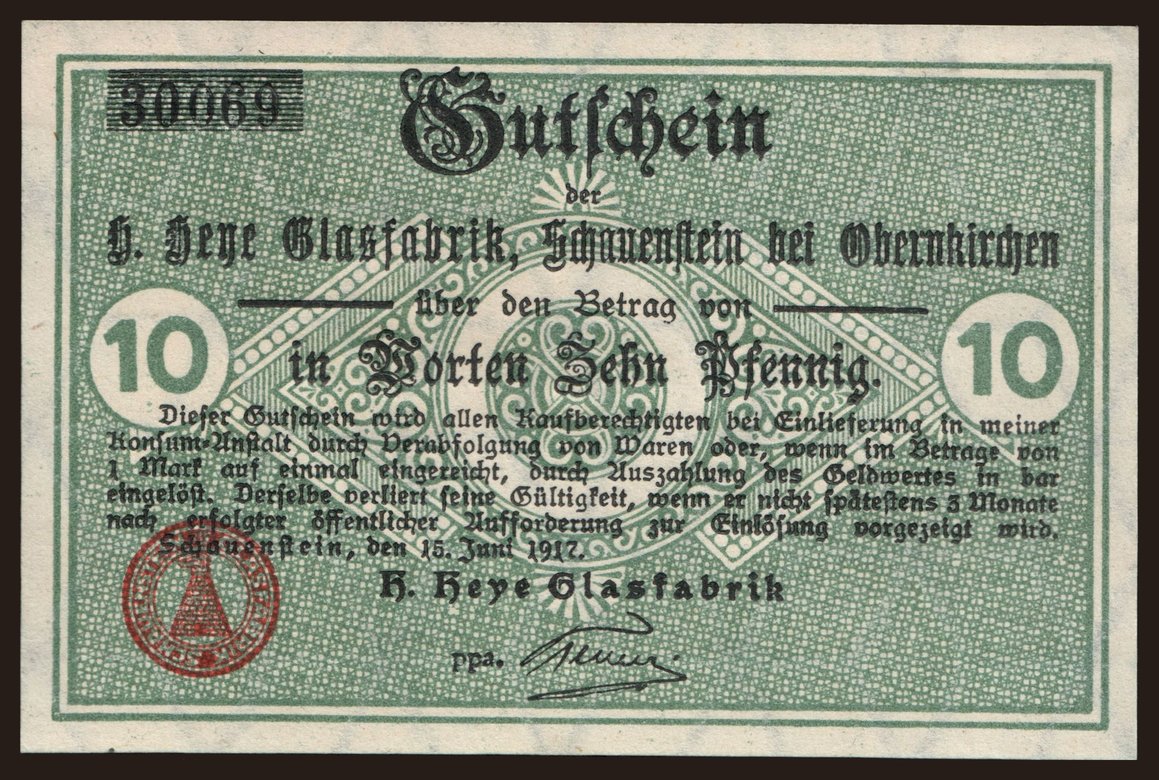 30069
Gutschein
der
H. Heye Glasfabrik, Schauenstein bei Obernkirchen
über den Betrag von
10 in Worten Zehn Pfennig. 10
Dieser Gutschein wird allen Kaufberechtigten bei Einlieferung in meiner
Konsum-Anstalt durch Verabfolgung von Waren oder, wenn im Betrage von
1 Mark auf einmal eingereicht, durch Auszahlung des Geldwertes in bar
eingelöst. Derselbe verliert seine Gültigkeit, wenn er nicht spätestens 3 Monate
nach erfolgter öffentlicher Aufforderung zur Einlösung vorgezeigt wird.
Schauenstein, den 15. Juni 1917.
H. Heye Glasfabrik
ppa.